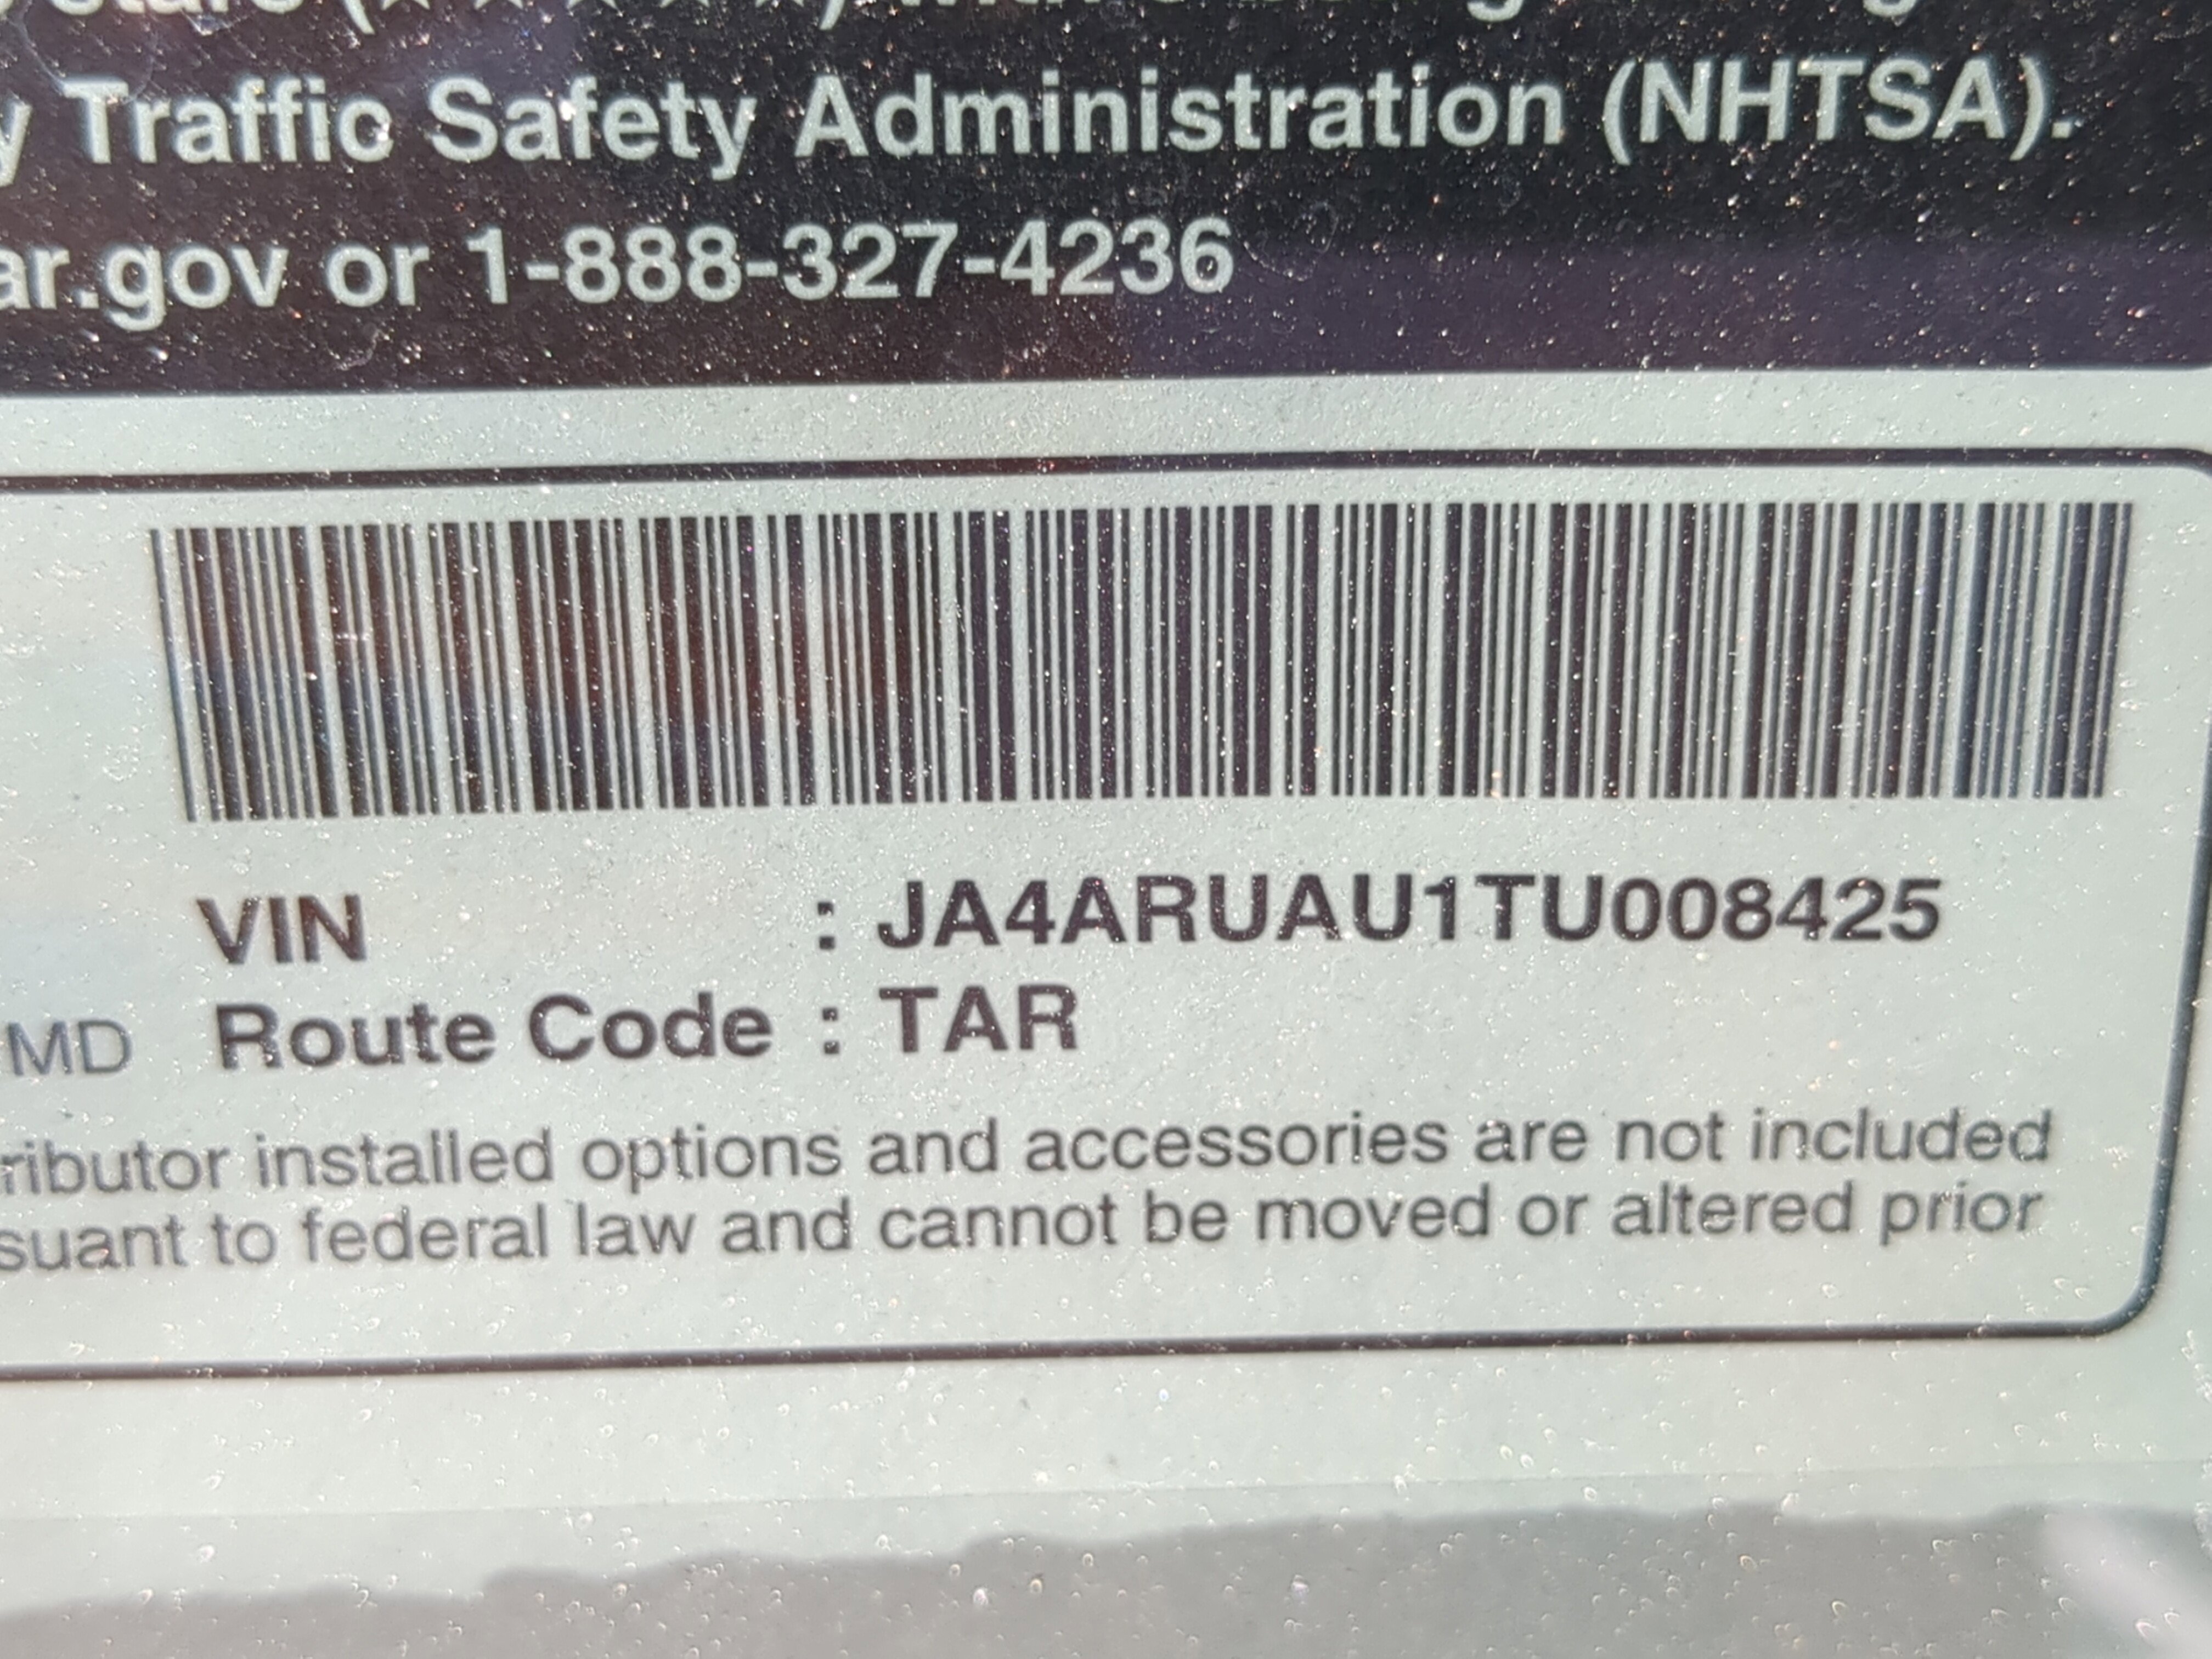 y Traffic Safety Administration (NHTSA).
ar.gov or 1-888-327-4236
VIN : JA4ARUAU1TU008425
MD Route Code : TAR
ributor installed options and accessories are not included
suant to federal law and cannot be moved or altered prior